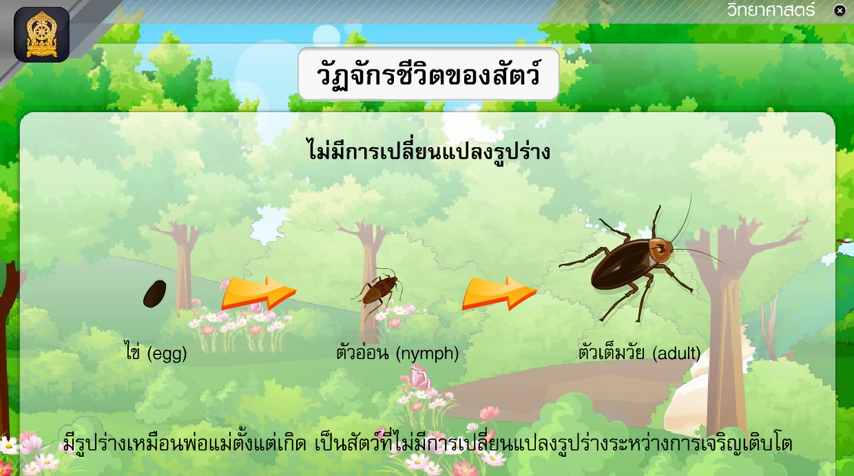 วิทยาศาสตร์
วัฏจักรชีวิตของสัตว์
ไม่มีการเปลี่ยนแปลงรูปร่าง
ไข่ (egg)
ตัวอ่อน (nymph)
ตัวเต็มวัย (adult)
มีรูปร่างเหมือนพ่อแม่ตั้งแต่เกิด เป็นสัตว์ที่ไม่มีการเปลี่ยนแปลงรูปร่างระหว่างการเจริญเติบโต